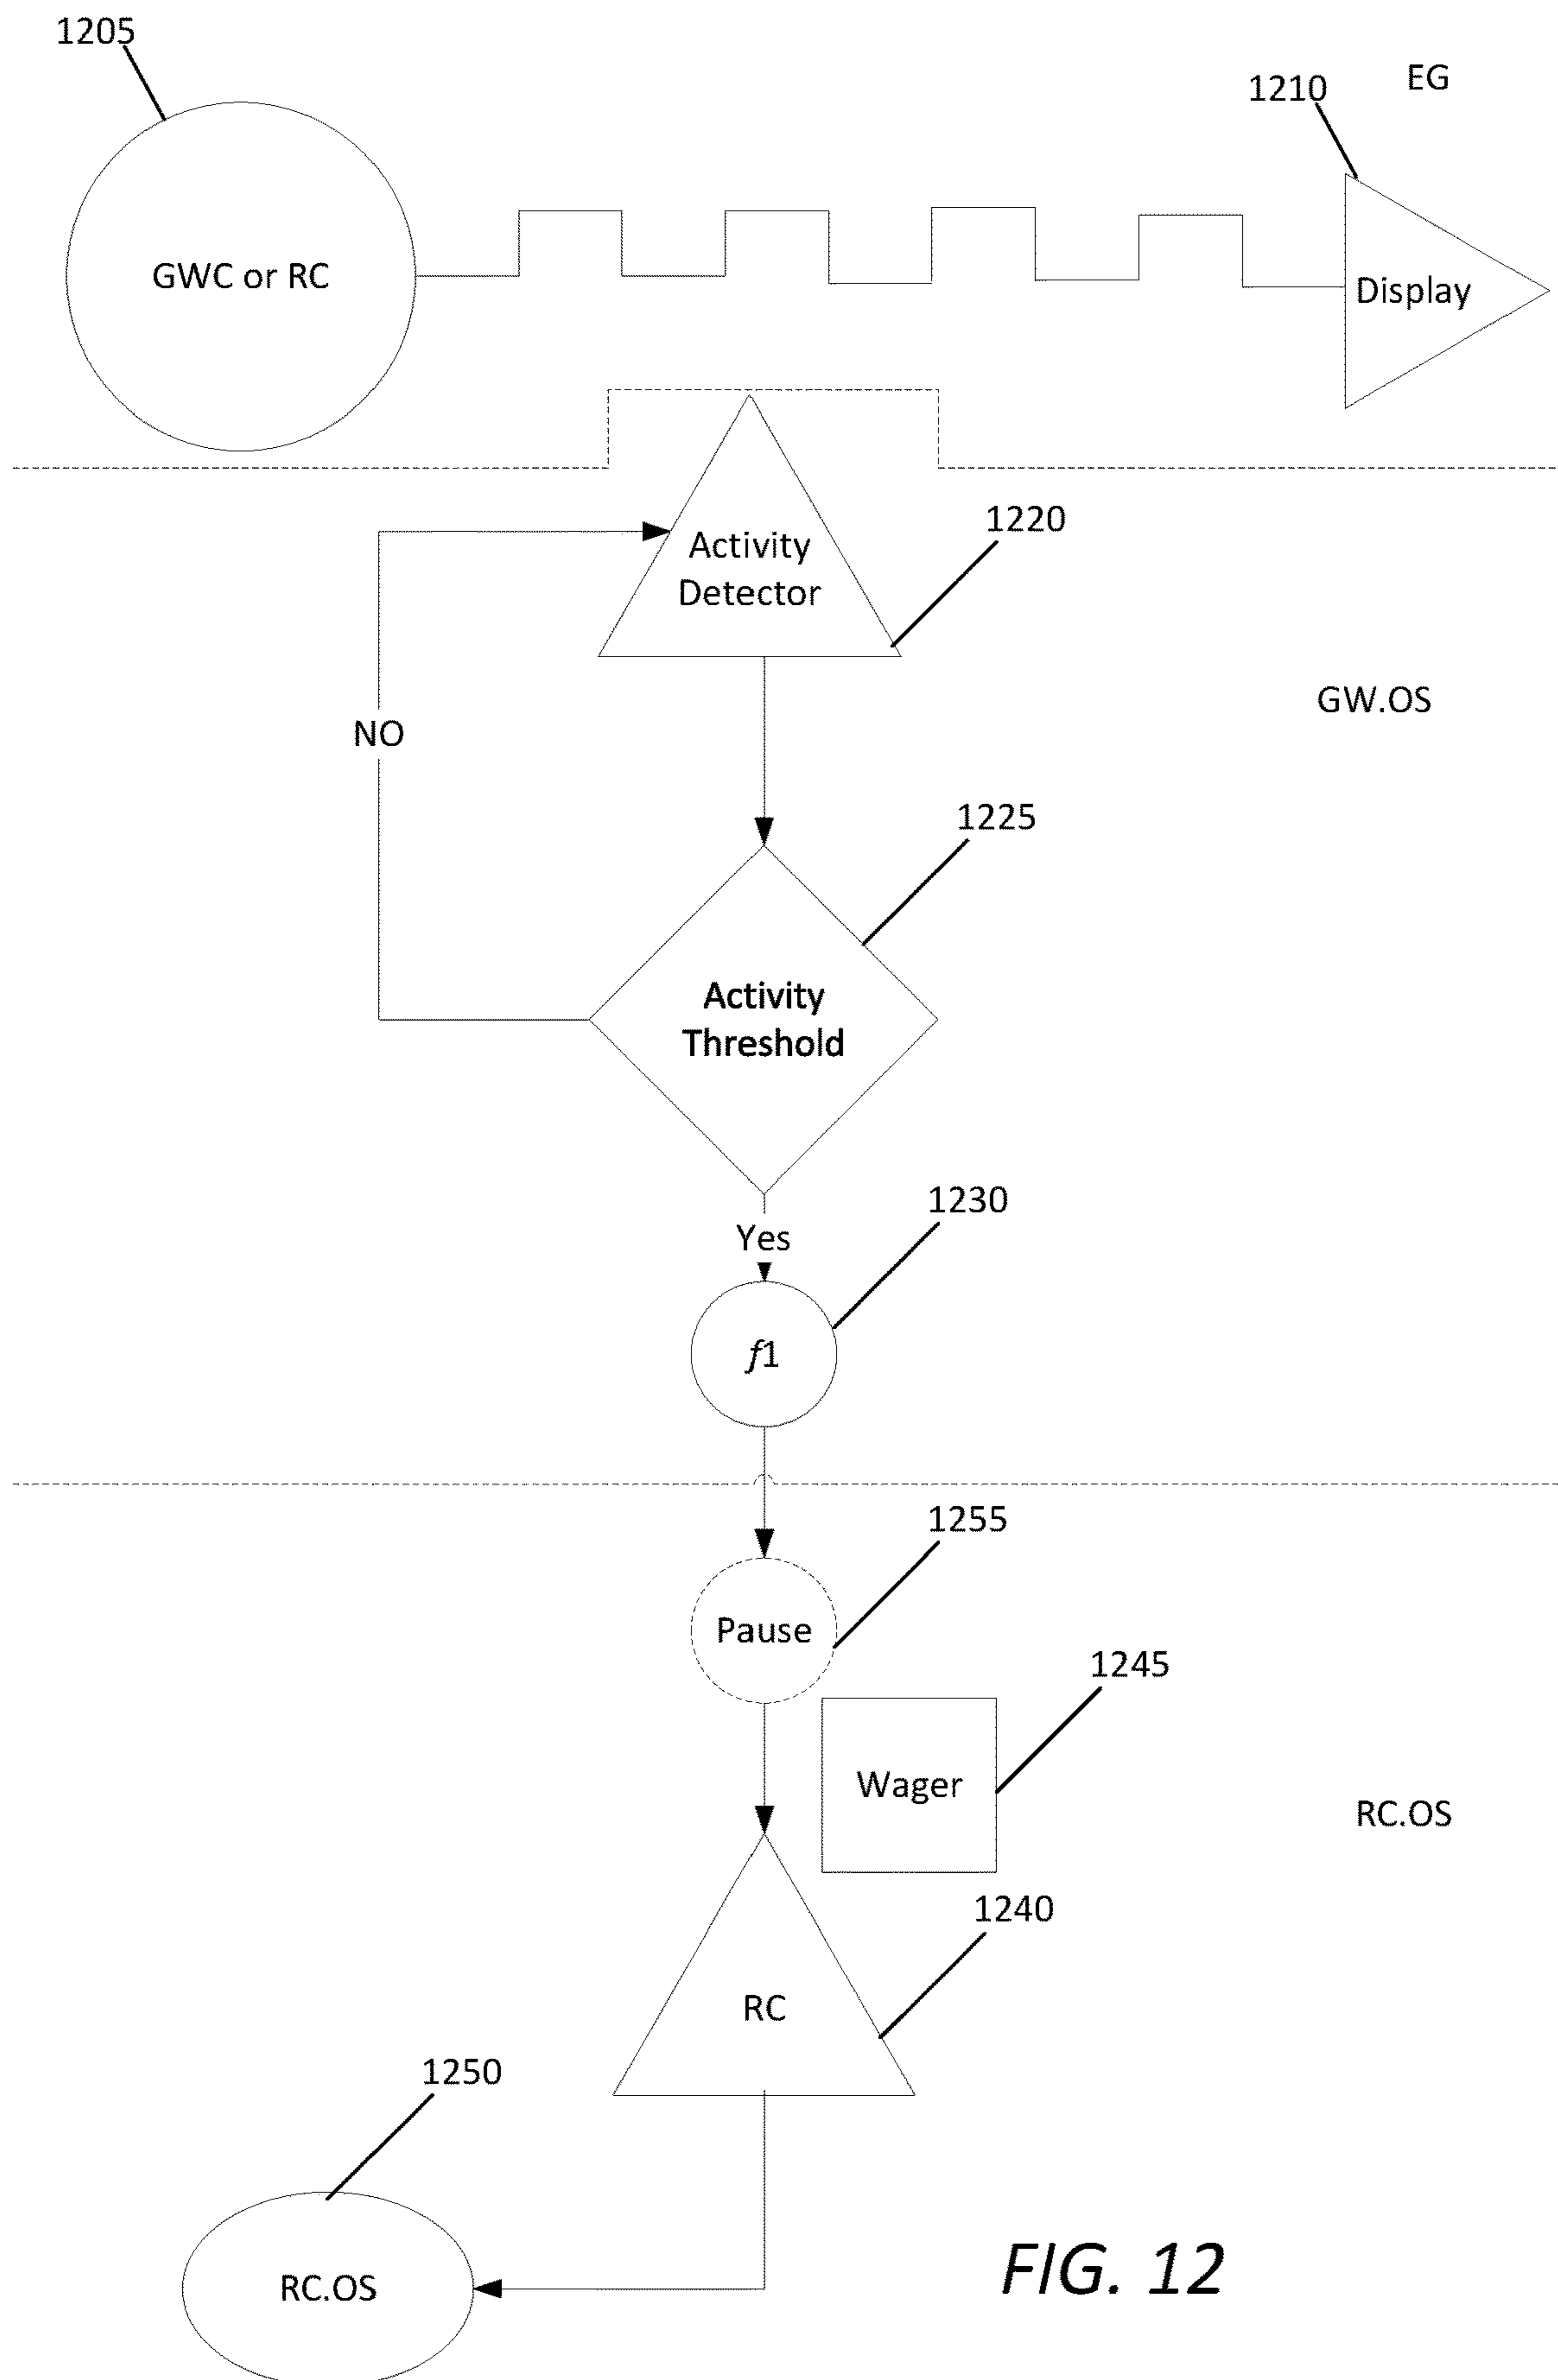 1205
1210
EG
GWC or RC
Display
Activity
Detector
1220
GW.OS
NO
1225
Activity
Threshold
Yes
1230
f1
1255
Pause
1245
Wager
RC.OS
1240
RC
1250
RC.OS
FIG. 12